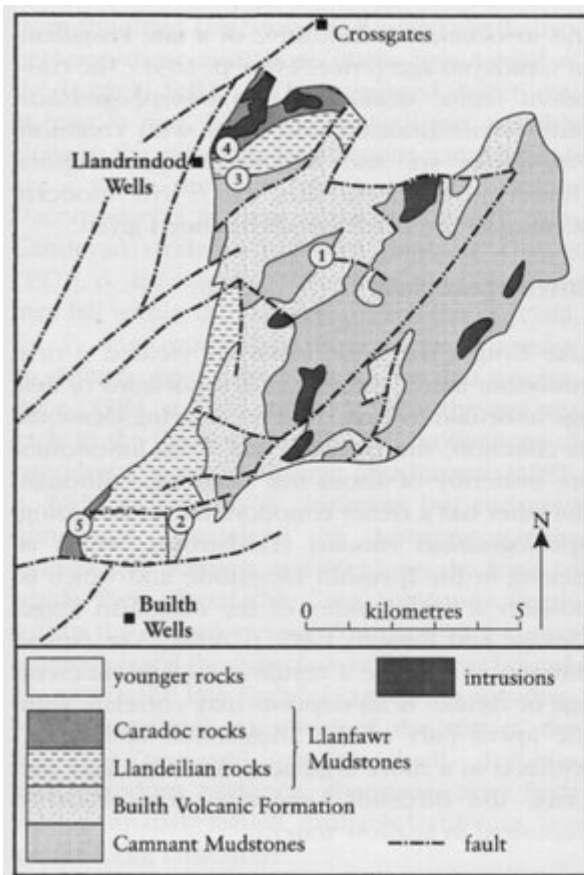 Crossgates
Llandrindod
Wells
4
3
1
5
2
N
Builth
Wells
0 kilometres 5
younger rocks
intrusions
Caradoc rocks
Llanfawr
Mudstones
Llandeilian rocks
Builth Volcanic Formation
Camnant Mudstones
fault